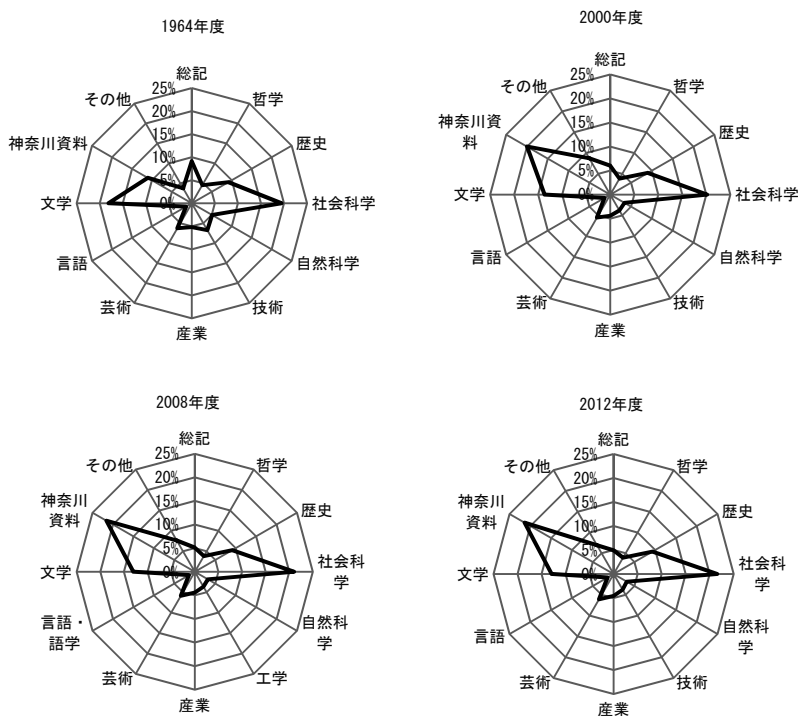 1964年度
総記
哲学
歴史
社会科学
自然科学
技術
産業
芸術
言語
文学
神奈川資料
その他
25%
20%
15%
10%
5%
0%
2000年度
総記
哲学
歴史
社会科学
自然科学
技術
産業
芸術
言語
文学
神奈川資
料
その他
25%
20%
15%
10%
5%
0%
2008年度
総記
哲学
歴史
社会科
学
自然科
学
工学
産業
芸術
言語・
語学
文学
神奈川
資料
その他
25%
20%
15%
10%
5%
0%
2012年度
総記
哲学
歴史
社会科
学
自然科
学
技術
産業
芸術
言語
文学
神奈川
資料
その他
25%
20%
15%
10%
5%
0%